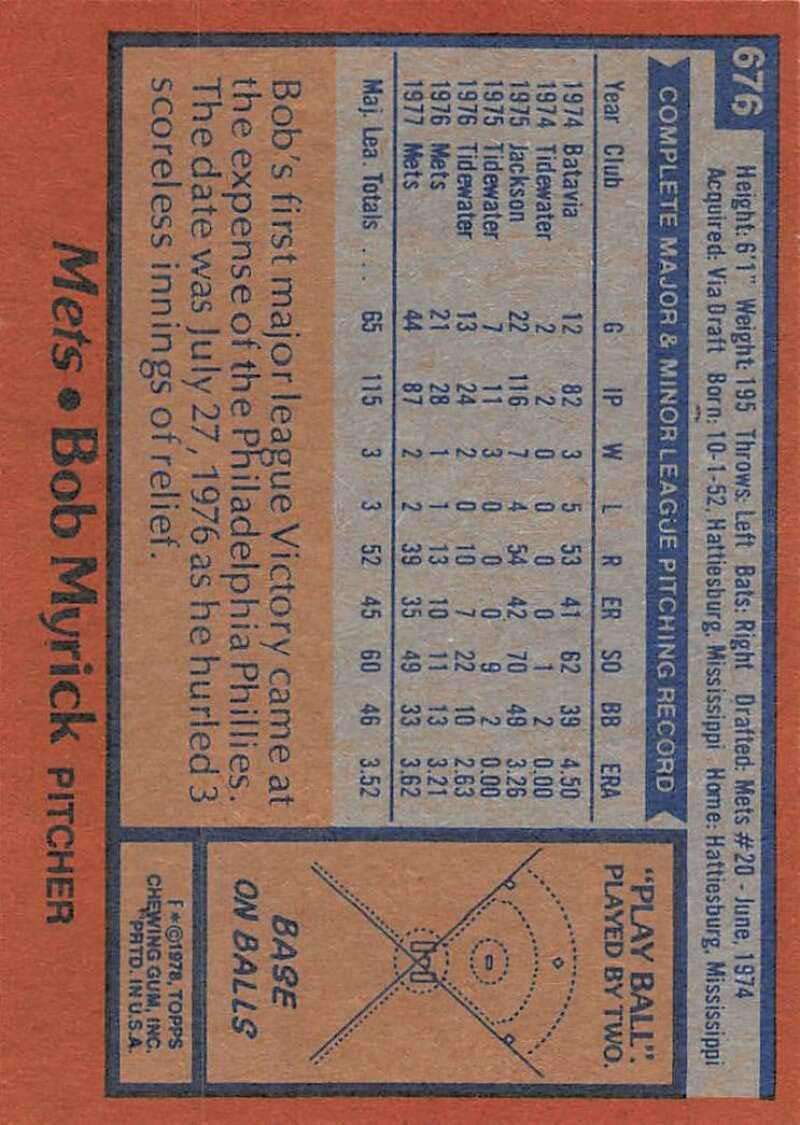 676
Height: 6'1" Weight: 195 Throws: Left Bats: Right Drafted: Mets #20 - June, 1974
Acquired: Via Draft Born: 10-1-52, Hattiesburg, Mississippi Home: Hattiesburg, Mississippi
COMPLETE MAJOR & MINOR LEAGUE PITCHING RECORD
Year Club G IP W L R ER SO BB ERA
1974 Batavia 12 82 3 5 53 41 62 39 4.50
1974 Tidewater 2 2 0 0 0 0 1 2 0.00
1975 Jackson 22 116 7 4 54 42 70 49 3.26
1975 Tidewater 7 11 3 0 0 0 9 2 0.00
1976 Tidewater 13 24 2 0 10 7 22 10 2.63
1976 Mets 21 28 1 1 13 10 11 13 3.21
1977 Mets 44 87 2 2 39 35 49 33 3.62
Maj. Lea. Totals .... 65 115 3 3 52 45 60 46 3.52
Bob's first major league Victory came at
the expense of the Philadelphia Phillies.
The date was July 27, 1976 as he hurled 3
scoreless innings of relief.
"PLAY BALL".
PLAYED BY TWO.
BASE
ON BALLS
F*©1978, TOPPS
CHEWING GUM, INC.
PRTD. IN U.S.A.
Mets • Bob Myrick PITCHER